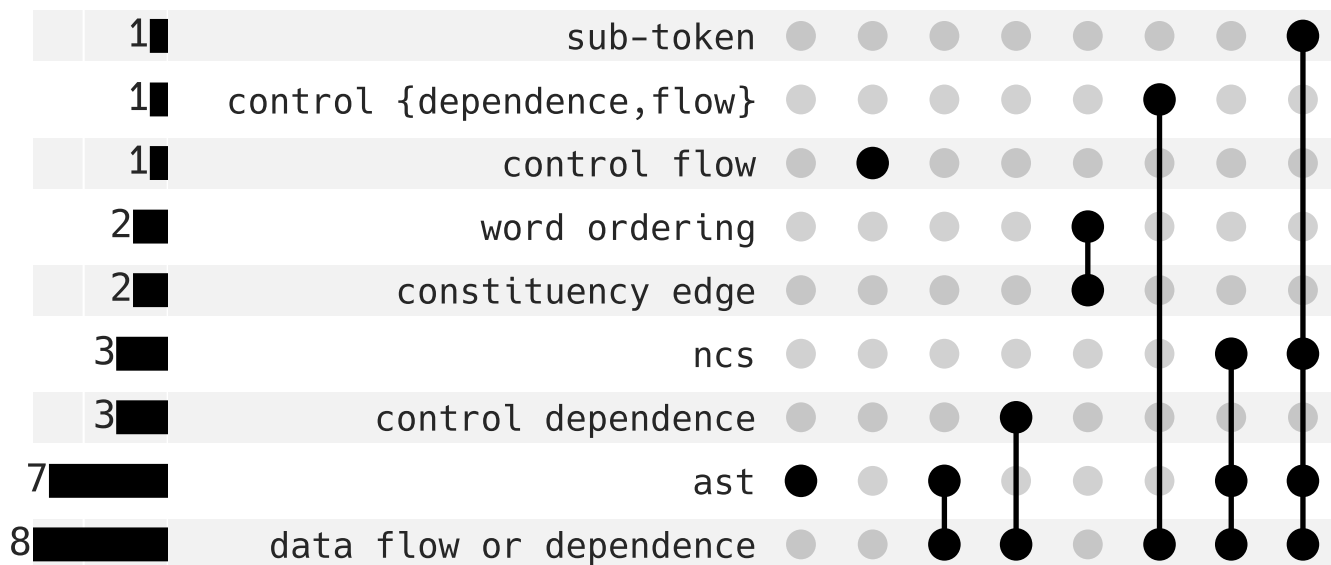 1 sub-token
1 control {dependence,flow}
1 control flow
2 word ordering
2 constituency edge
3 ncs
3 control dependence
7 ast
8 data flow or dependence